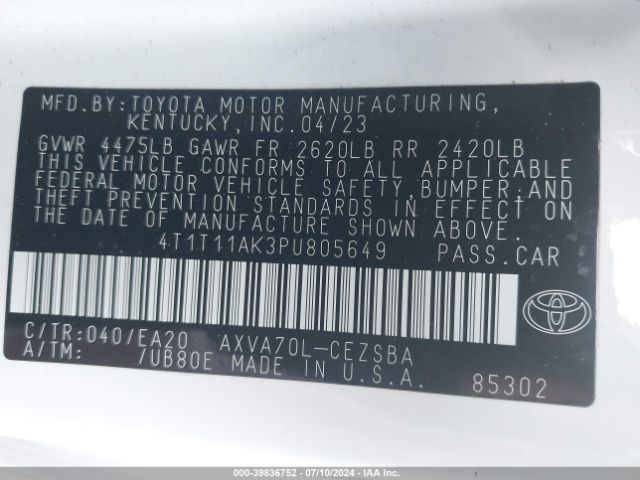 MFD.BY:TOYOTA MOTOR MANUFACTURING,
KENTUCKY,INC.04/23
GVWR 4475LB GAWR FR 2620LB RR 2420LB
THIS VEHICLE CONFORMS TO ALL APPLICABLE
FEDERAL MOTOR VEHICLE SAFETY,BUMPER,AND
THEFT PREVENTION STANDARDS IN EFFECT ON
THE DATE OF MANUFACTURE SHOWN ABOVE.
4T1T11AK3PU805649 PASS.CAR
C/TR:040/EA20 AXVA70L-CEZSBA
A/TM: /UB80E MADE IN U.S.A.
85302
000-39836752 - 07/10/2024 - IAA Inc.